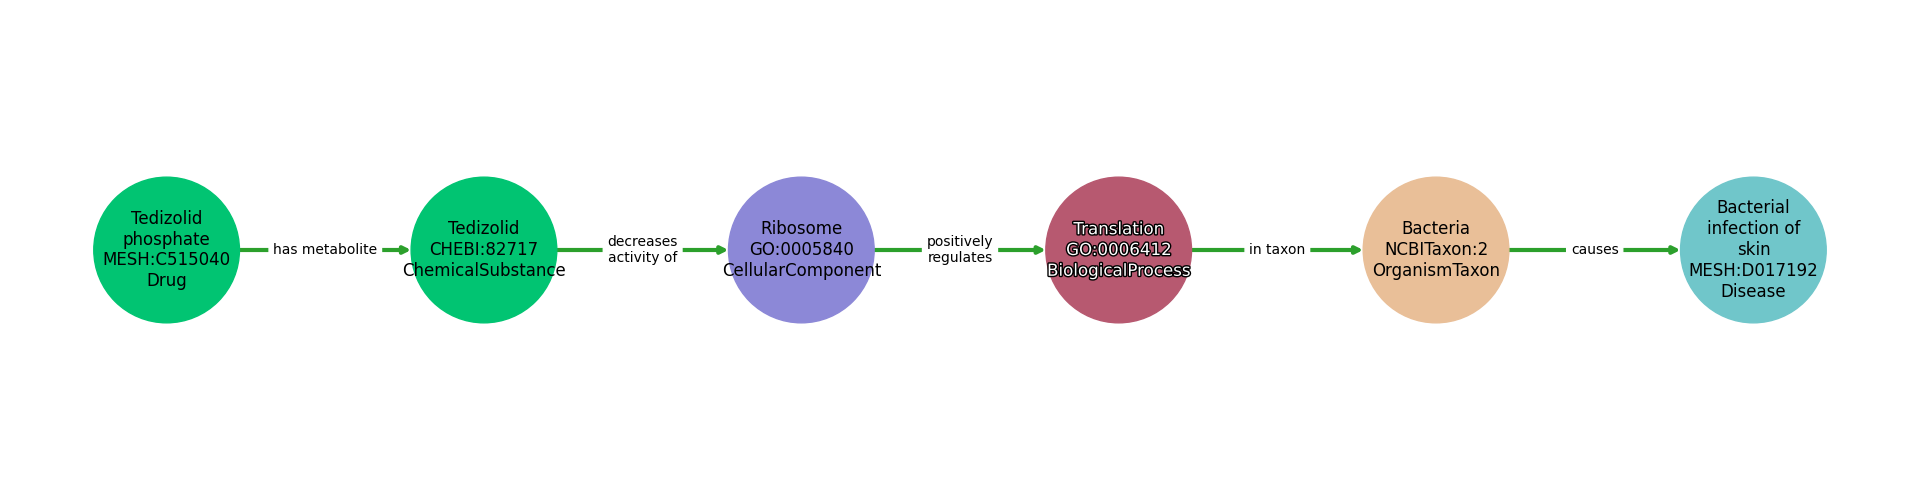 Tedizolid
phosphate
MESH:C515040
Drug
has metabolite
Tedizolid
CHEBI:82717
ChemicalSubstance
decreases
activity of
Ribosome
GO:0005840
CellularComponent
positively
regulates
Translation
GO:0006412
BiologicalProcess
in taxon
Bacteria
NCBITaxon:2
OrganismTaxon
causes
Bacterial
infection of
skin
MESH:D017192
Disease